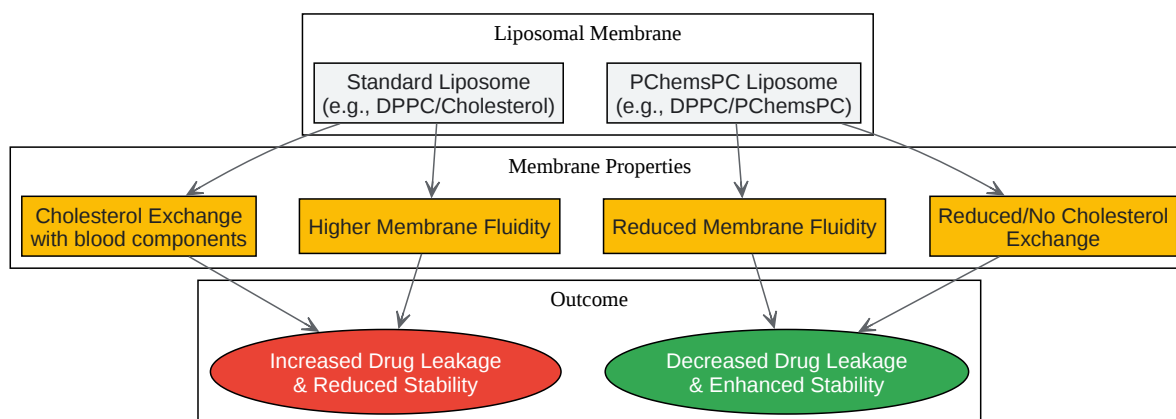 Liposomal Membrane
Standard Liposome
(e.g., DPPC/Cholesterol)
PChemsPC Liposome
(e.g., DPPC/PChemsPC)
Membrane Properties
Cholesterol Exchange
with blood components
Higher Membrane Fluidity
Reduced Membrane Fluidity
Reduced/No Cholesterol
Exchange
Outcome
Increased Drug Leakage
& Reduced Stability
Decreased Drug Leakage
& Enhanced Stability